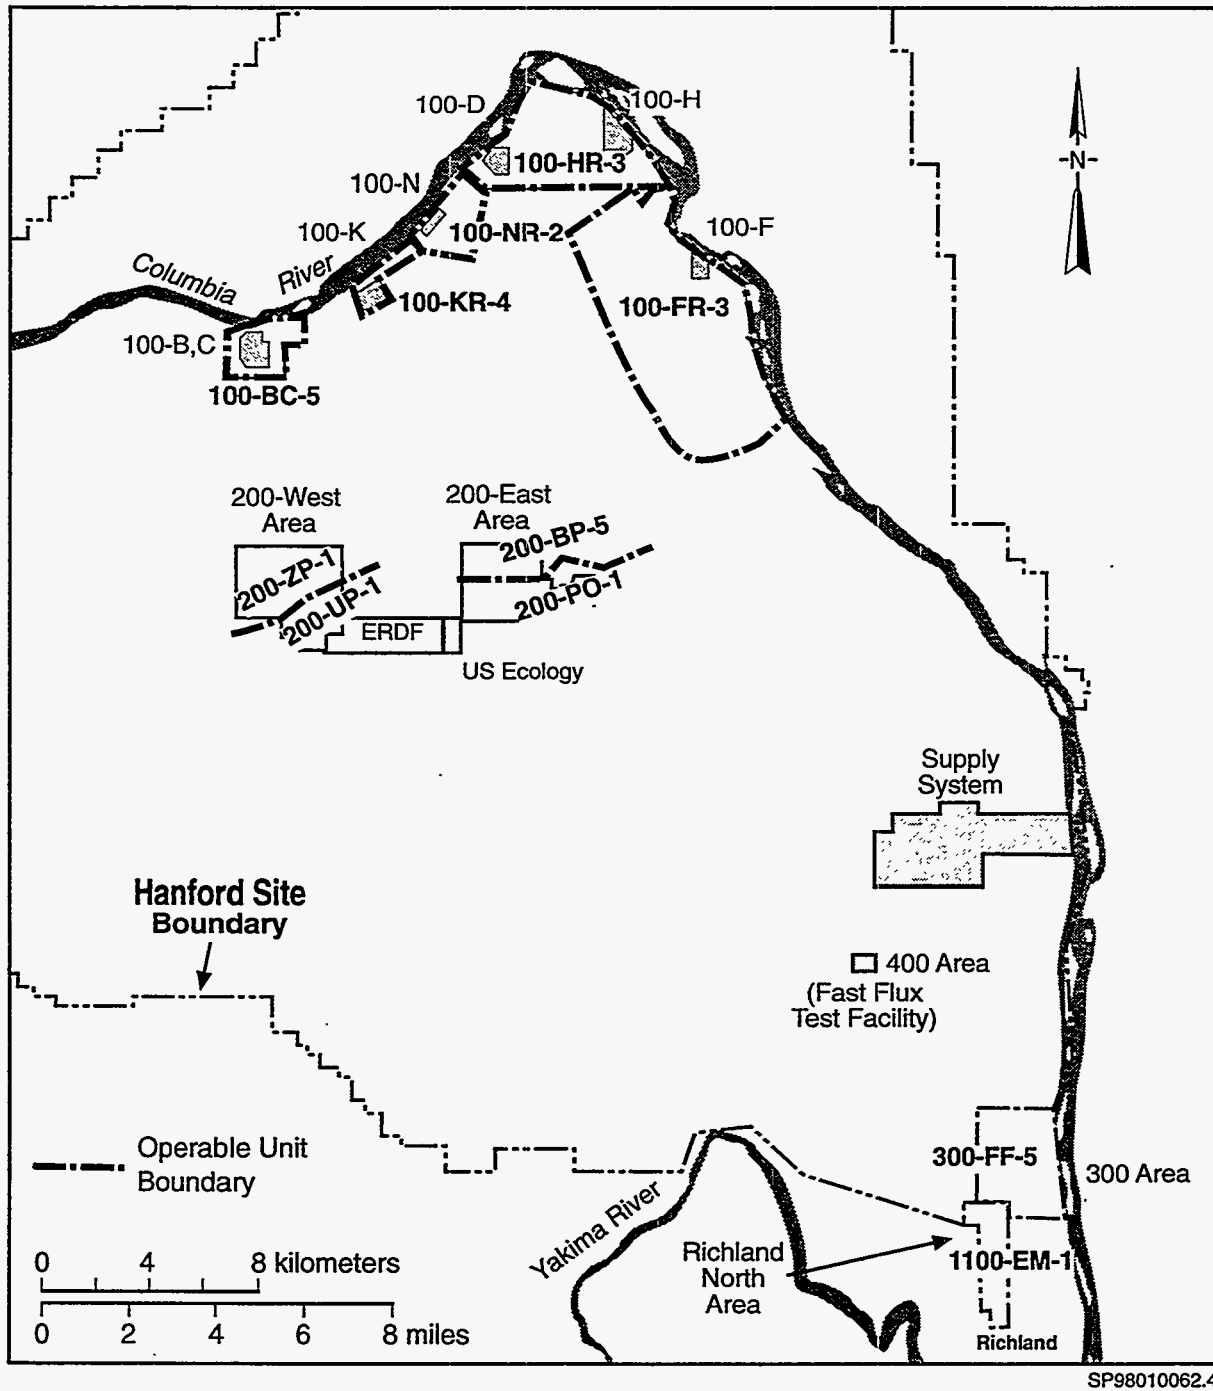 100-D
100-H
100-HR-3
100-N
N
100-K
100-NR-2
100-F
Columbia
River
100-KR-4
100-FR-3
100-B,C
100-BC-5
200-West
Area
200-East
Area
200-BP-5
200-ZP-1
200-UP-1
200-PO-1
ERDF
US Ecology
Supply
System
Hanford Site
Boundary
400 Area
(Fast Flux
Test Facility)
Operable Unit
Boundary
300-FF-5
300 Area
Yakima River
Richland
North
Area
1100-EM-1
Richland
0 4 8 kilometers
0 2 4 6 8 miles
SP98010062.4